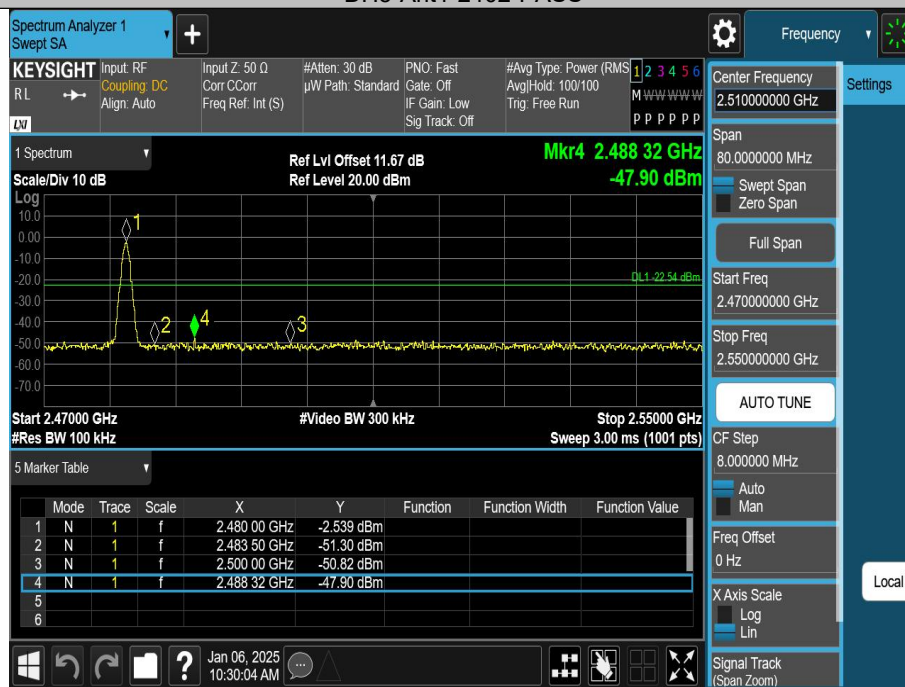 Spectrum Analyzer 1
Swept SA
+
Frequency
KEYSIGHT
RL
LXI
Input: RF
Coupling: DC
Align: Auto
Input Z: 50 Ω
Corr CCorr
Freq Ref: Int (S)
#Atten: 30 dB
µW Path: Standard
PNO: Fast
Gate: Off
IF Gain: Low
Sig Track: Off
#Avg Type: Power (RMS
Avg|Hold: 100/100
Trig: Free Run
1 2 3 4 5 6
M W W W W W
P P P P P P
1 Spectrum
Scale/Div 10 dB
Ref Lvl Offset 11.67 dB
Ref Level 20.00 dBm
Mkr4 2.488 32 GHz
-47.90 dBm
Log
10.0
0.00
-10.0
-20.0
-30.0
-40.0
-50.0
-60.0
-70.0
1
2
4
3
DL1 -22.54 dBm
Start 2.47000 GHz
#Video BW 300 kHz
Stop 2.55000 GHz
#Res BW 100 kHz
Sweep 3.00 ms (1001 pts)
5 Marker Table
Mode Trace Scale X Y Function Function Width Function Value
1 N 1 f 2.480 00 GHz -2.539 dBm
2 N 1 f 2.483 50 GHz -51.30 dBm
3 N 1 f 2.500 00 GHz -50.82 dBm
4 N 1 f 2.488 32 GHz -47.90 dBm
5
6
?
Jan 06, 2025
10:30:04 AM
Center Frequency
2.510000000 GHz
Span
80.0000000 MHz
Swept Span
Zero Span
Full Span
Start Freq
2.470000000 GHz
Stop Freq
2.550000000 GHz
AUTO TUNE
CF Step
8.000000 MHz
Auto
Man
Freq Offset
0 Hz
X Axis Scale
Log
Lin
Signal Track
(Span Zoom)
Settings
Local